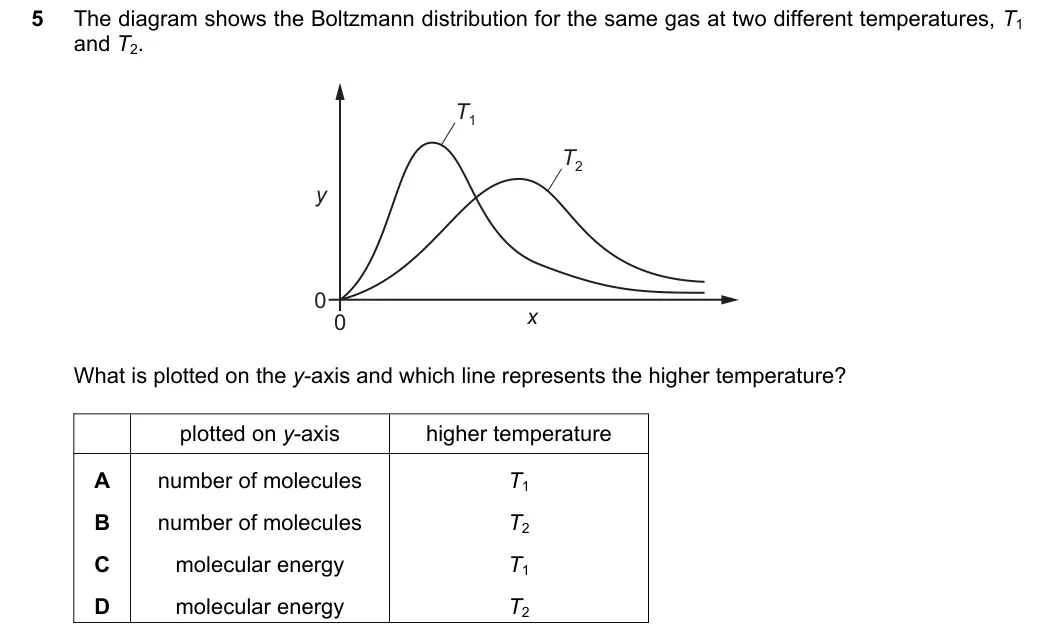 5 The diagram shows the Boltzmann distribution for the same gas at two different temperatures, T₁
and T₂.
T₁
T₂
y
0
0
x
What is plotted on the y-axis and which line represents the higher temperature?
plotted on y-axis higher temperature
A number of molecules T₁
B number of molecules T₂
C molecular energy T₁
D molecular energy T₂